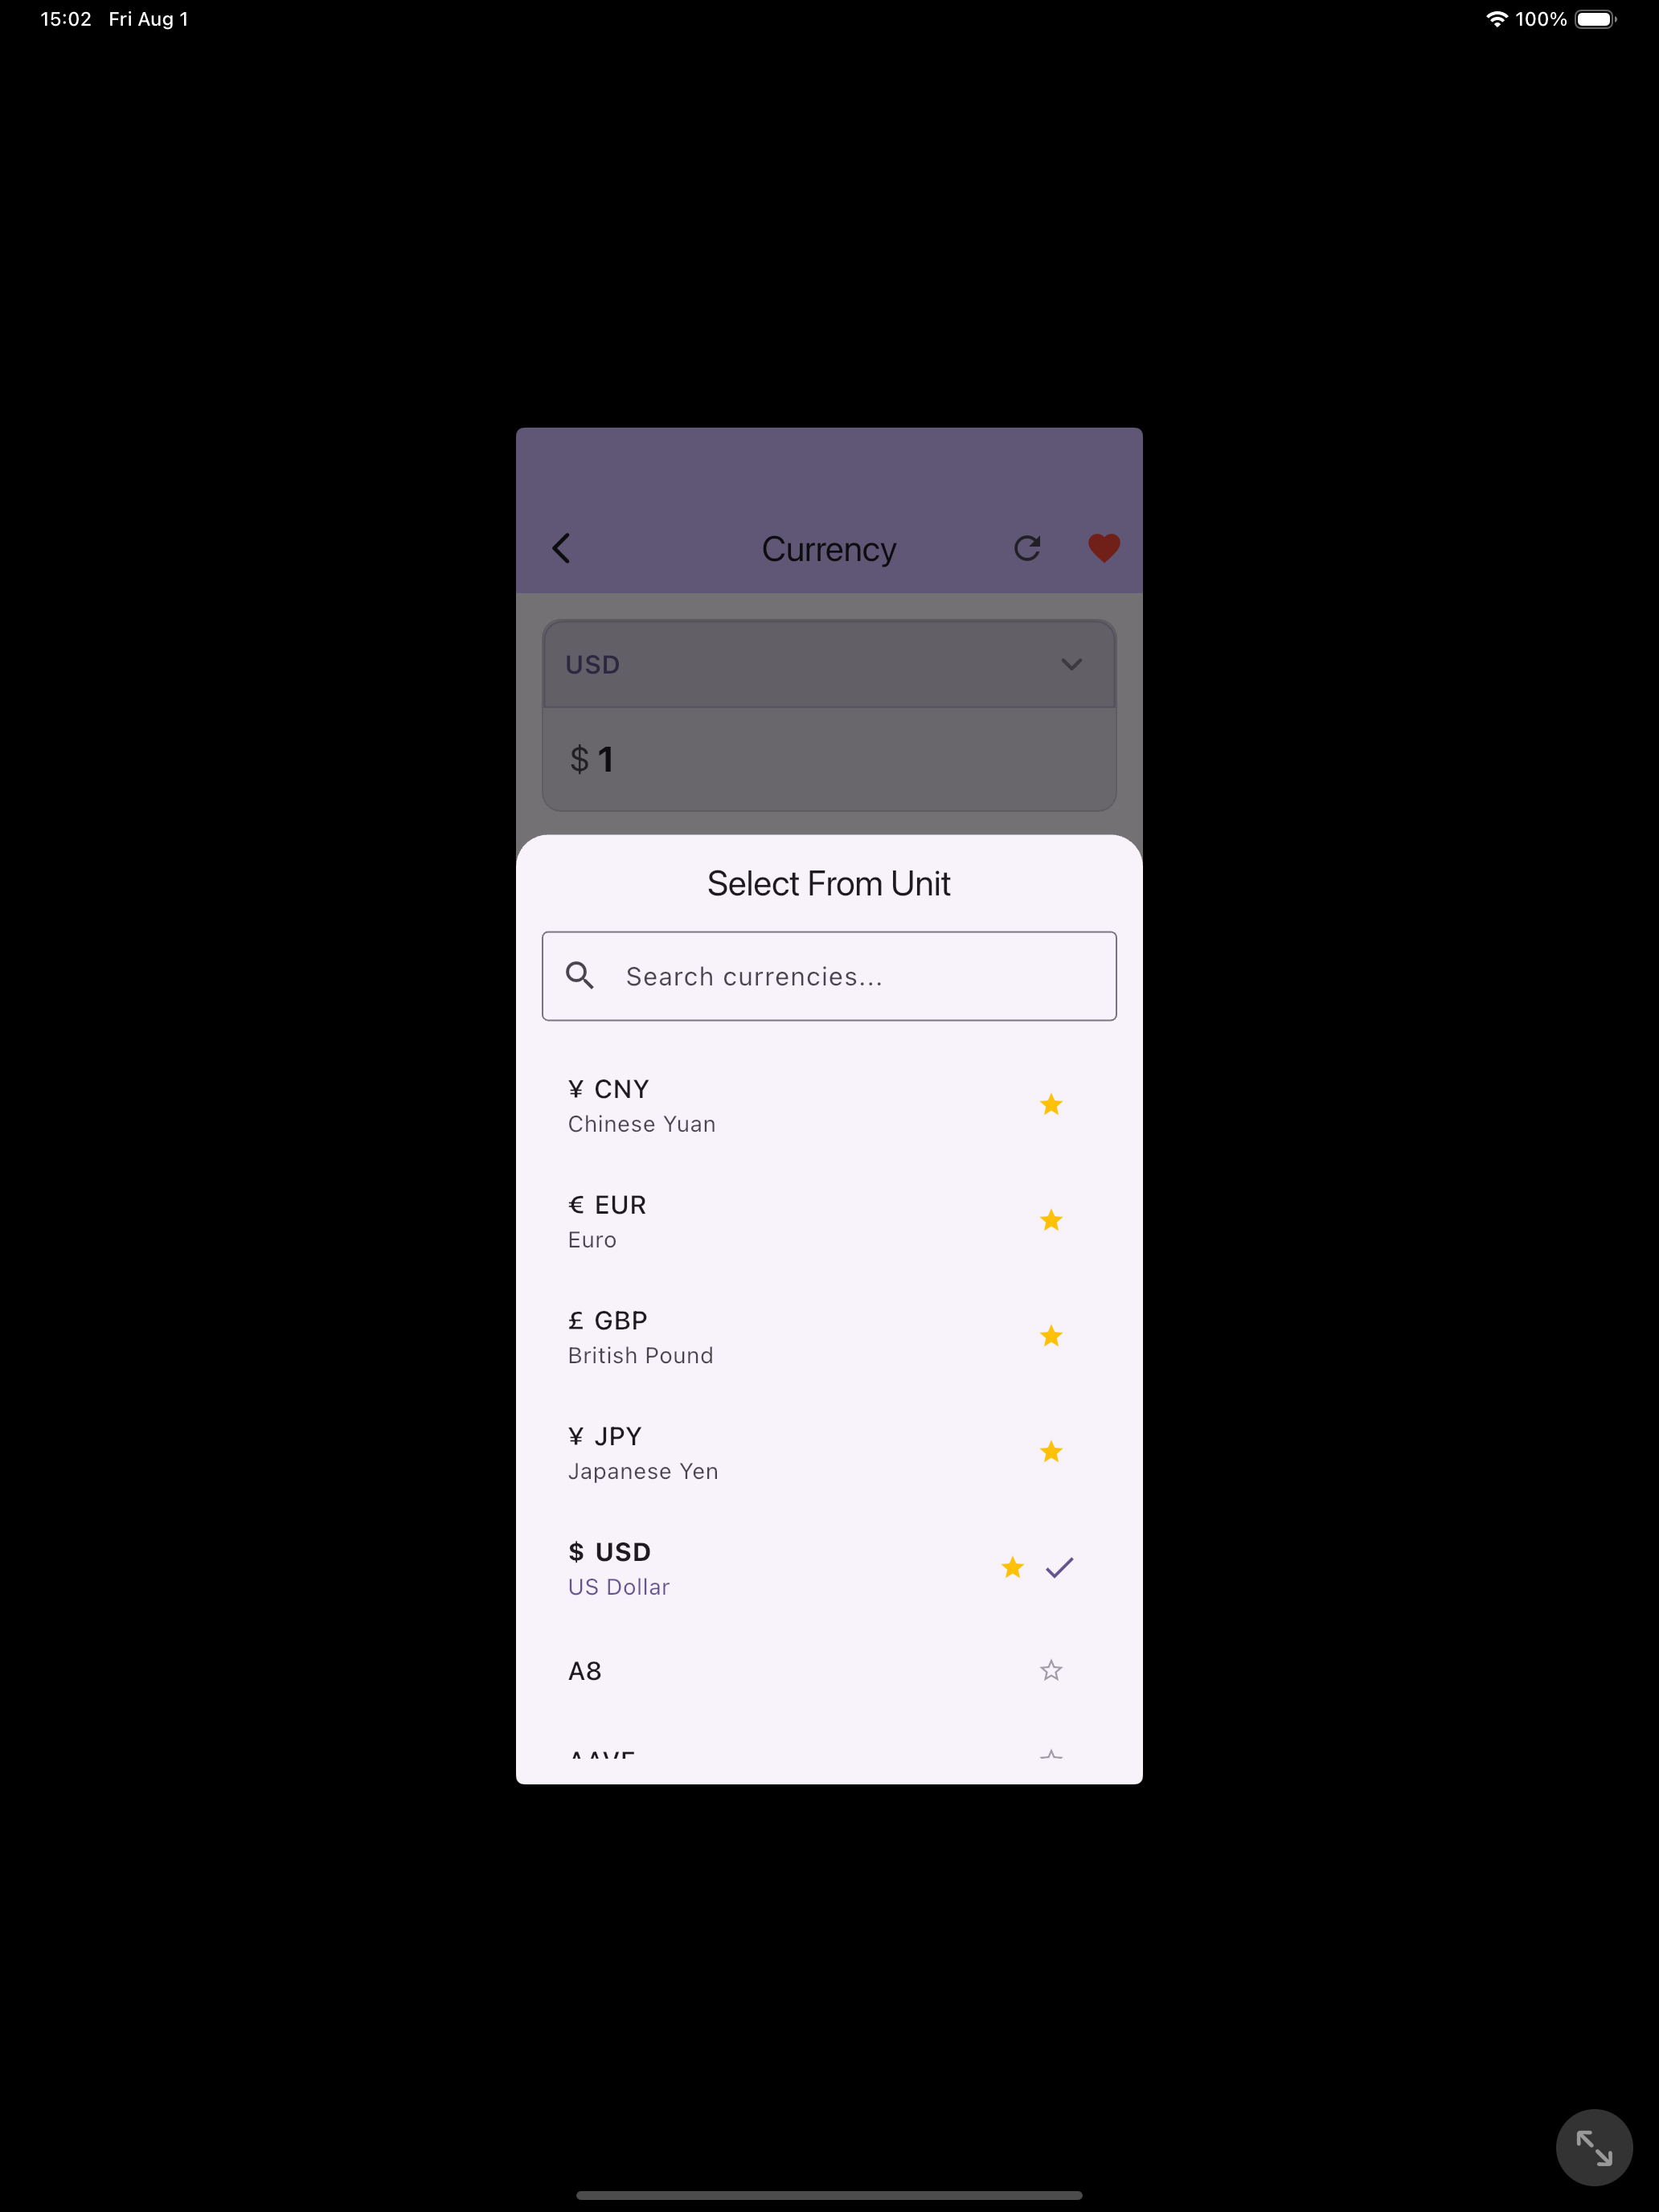 15:02 Fri Aug 1
100%
Currency
USD
$ 1
Select From Unit
Search currencies...
¥ CNY
Chinese Yuan
€ EUR
Euro
£ GBP
British Pound
¥ JPY
Japanese Yen
$ USD
US Dollar
A8
AAVE